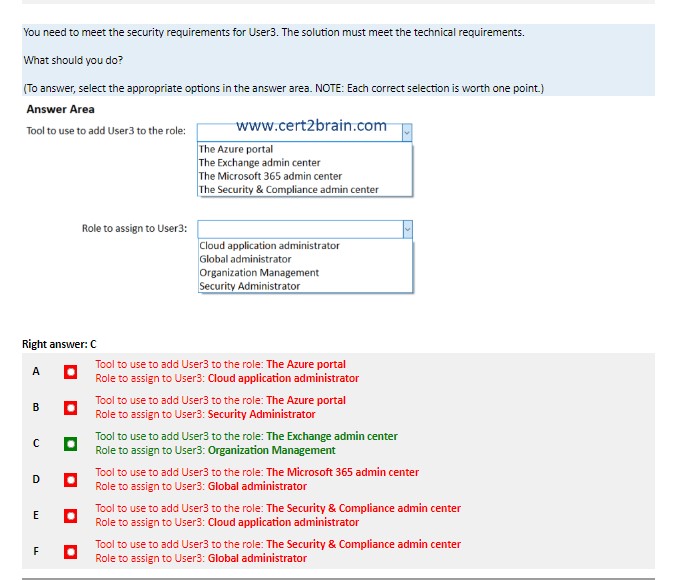 You need to meet the security requirements for User3. The solution must meet the technical requirements.
What should you do?
(To answer, select the appropriate options in the answer area. NOTE: Each correct selection is worth one point.)
Answer Area
www.cert2brain.com
Tool to use to add User3 to the role:
The Azure portal
The Exchange admin center
The Microsoft 365 admin center
The Security & Compliance admin center
Role to assign to User3:
Cloud application administrator
Global administrator
Organization Management
Security Administrator
Right answer: C
A
Tool to use to add User3 to the role: The Azure portal
Role to assign to User3: Cloud application administrator
B
Tool to use to add User3 to the role: The Azure portal
Role to assign to User3: Security Administrator
C
Tool to use to add User3 to the role: The Exchange admin center
Role to assign to User3: Organization Management
D
Tool to use to add User3 to the role: The Microsoft 365 admin center
Role to assign to User3: Global administrator
E
Tool to use to add User3 to the role: The Security & Compliance admin center
Role to assign to User3: Cloud application administrator
F
Tool to use to add User3 to the role: The Security & Compliance admin center
Role to assign to User3: Global administrator